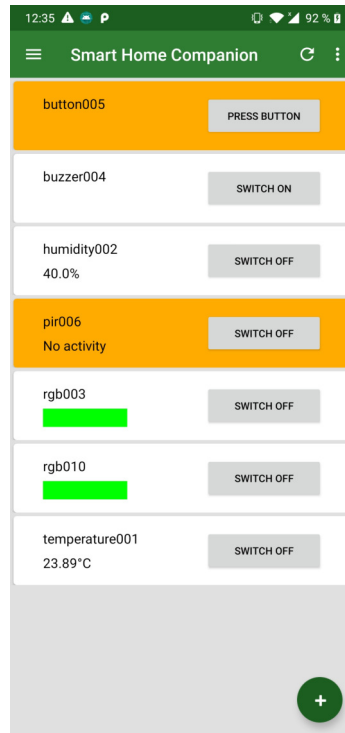 12:35 92 %
Smart Home Companion
button005
PRESS BUTTON
buzzer004
SWITCH ON
humidity002
40.0%
SWITCH OFF
pir006
No activity
SWITCH OFF
rgb003
SWITCH OFF
rgb010
SWITCH OFF
temperature001
23.89°C
SWITCH OFF
+